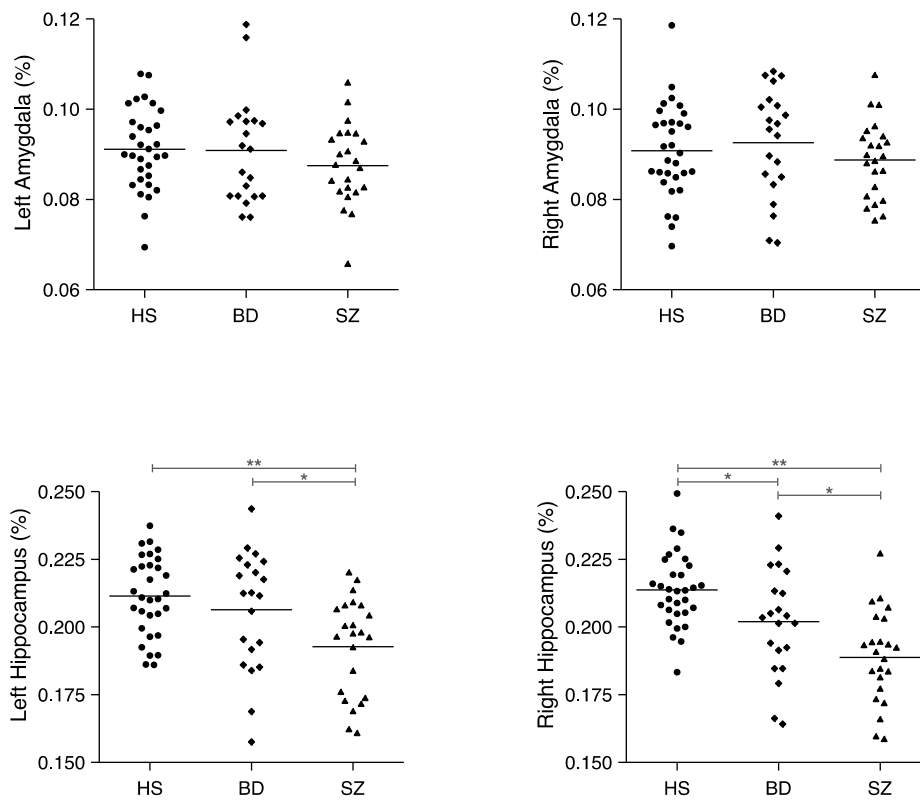 Left Amygdala (%)
0.12
0.10
0.08
0.06
HS BD SZ
Right Amygdala (%)
0.12
0.10
0.08
0.06
HS BD SZ
Left Hippocampus (%)
**
*
0.250
0.225
0.200
0.175
0.150
HS BD SZ
Right Hippocampus (%)
**
* *
0.250
0.225
0.200
0.175
0.150
HS BD SZ